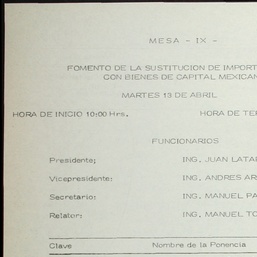 MESA - IX -
FOMENTO DE LA SUSTITUCION DE IMPORT
CON BIENES DE CAPITAL MEXICAN
MARTES 13 DE ABRIL
HORA DE INICIO 10:00 Hrs. HORA DE TE
FUNCIONARIOS
Presidente; ING. JUAN LATA
Vicepresidente: ING. ANDRES AR
Secretario: ING. MANUEL PA
Relator: ING. MANUEL TO
Clave Nombre de la Ponencia